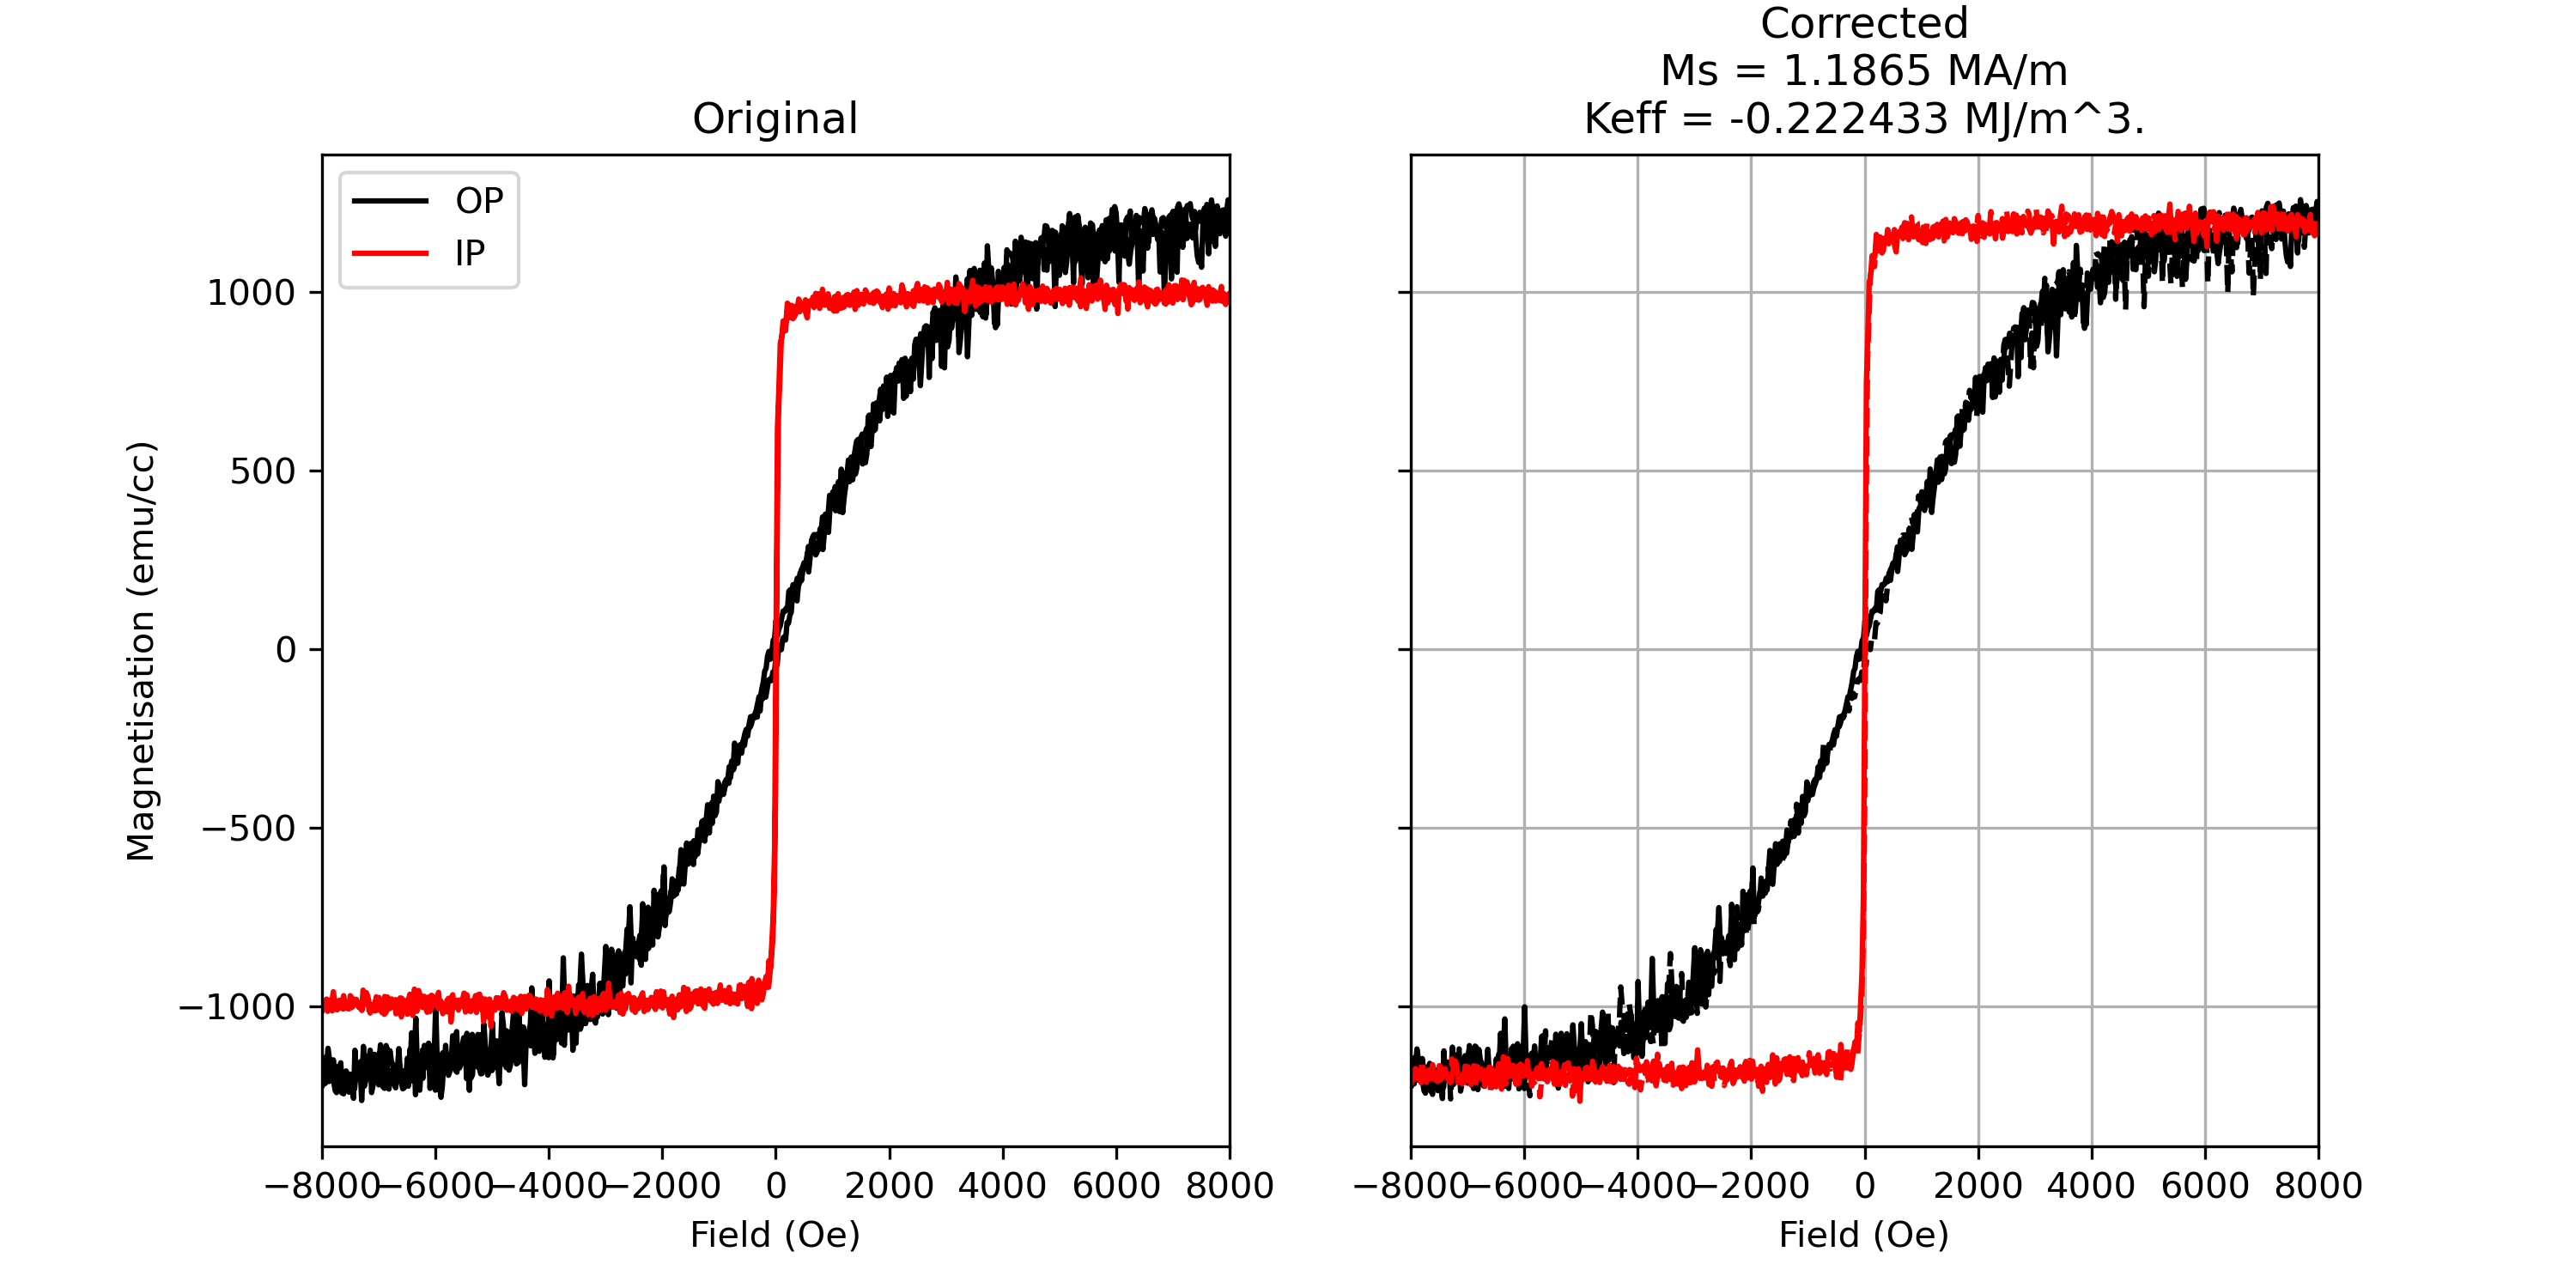 Original
OP
IP
1000
500
0
−500
−1000
Magnetisation (emu/cc)
−8000 −6000 −4000 −2000 0 2000 4000 6000 8000
Field (Oe)
Corrected
Ms = 1.1865 MA/m
Keff = -0.222433 MJ/m^3.
−8000 −6000 −4000 −2000 0 2000 4000 6000 8000
Field (Oe)